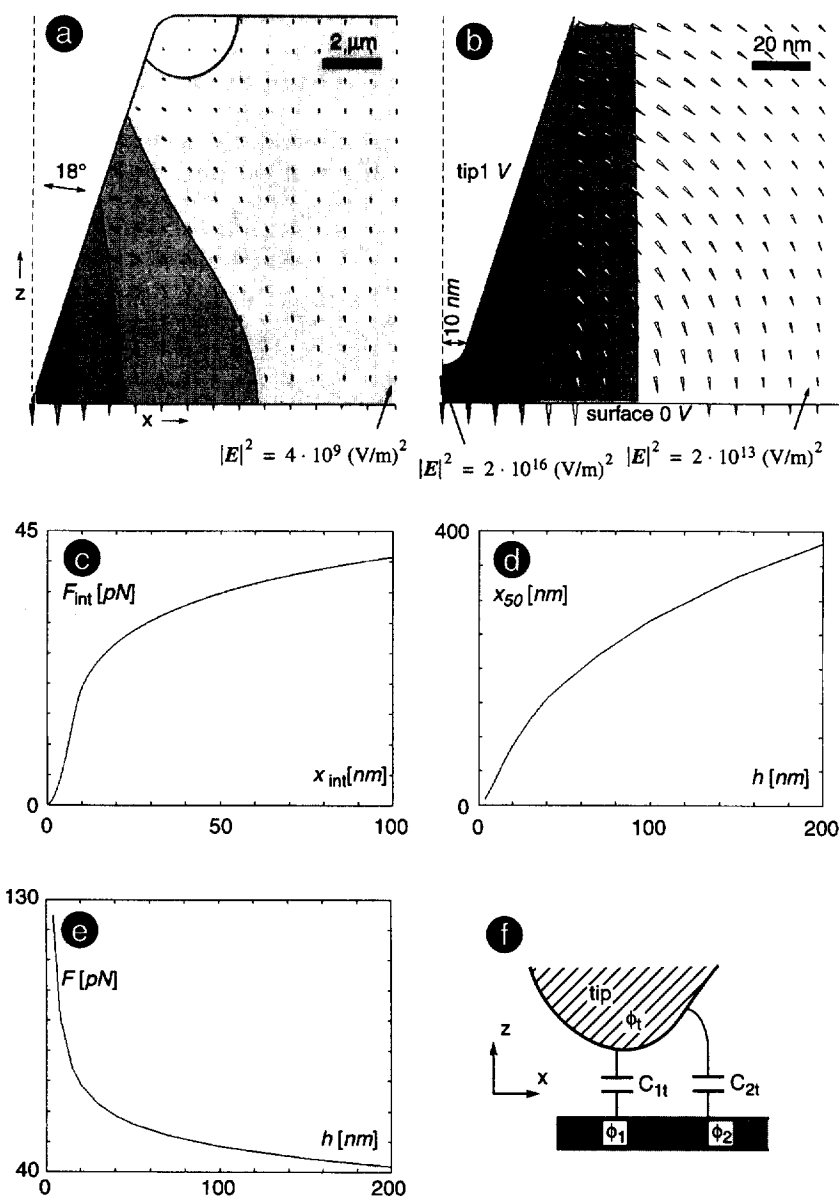 a
2 μm
18°
z
x
|E|² = 4 · 10⁹ (V/m)²
b
20 nm
tip1 V
10 nm
surface 0 V
|E|² = 2 · 10¹⁶ (V/m)²
|E|² = 2 · 10¹³ (V/m)²
c
45
F_int [pN]
x_int [nm]
0
0
50
100
d
400
x_50 [nm]
h [nm]
0
0
100
200
e
130
F [pN]
h [nm]
40
0
100
200
f
tip
ϕ_t
z
x
C_1t
C_2t
ϕ_1
ϕ_2